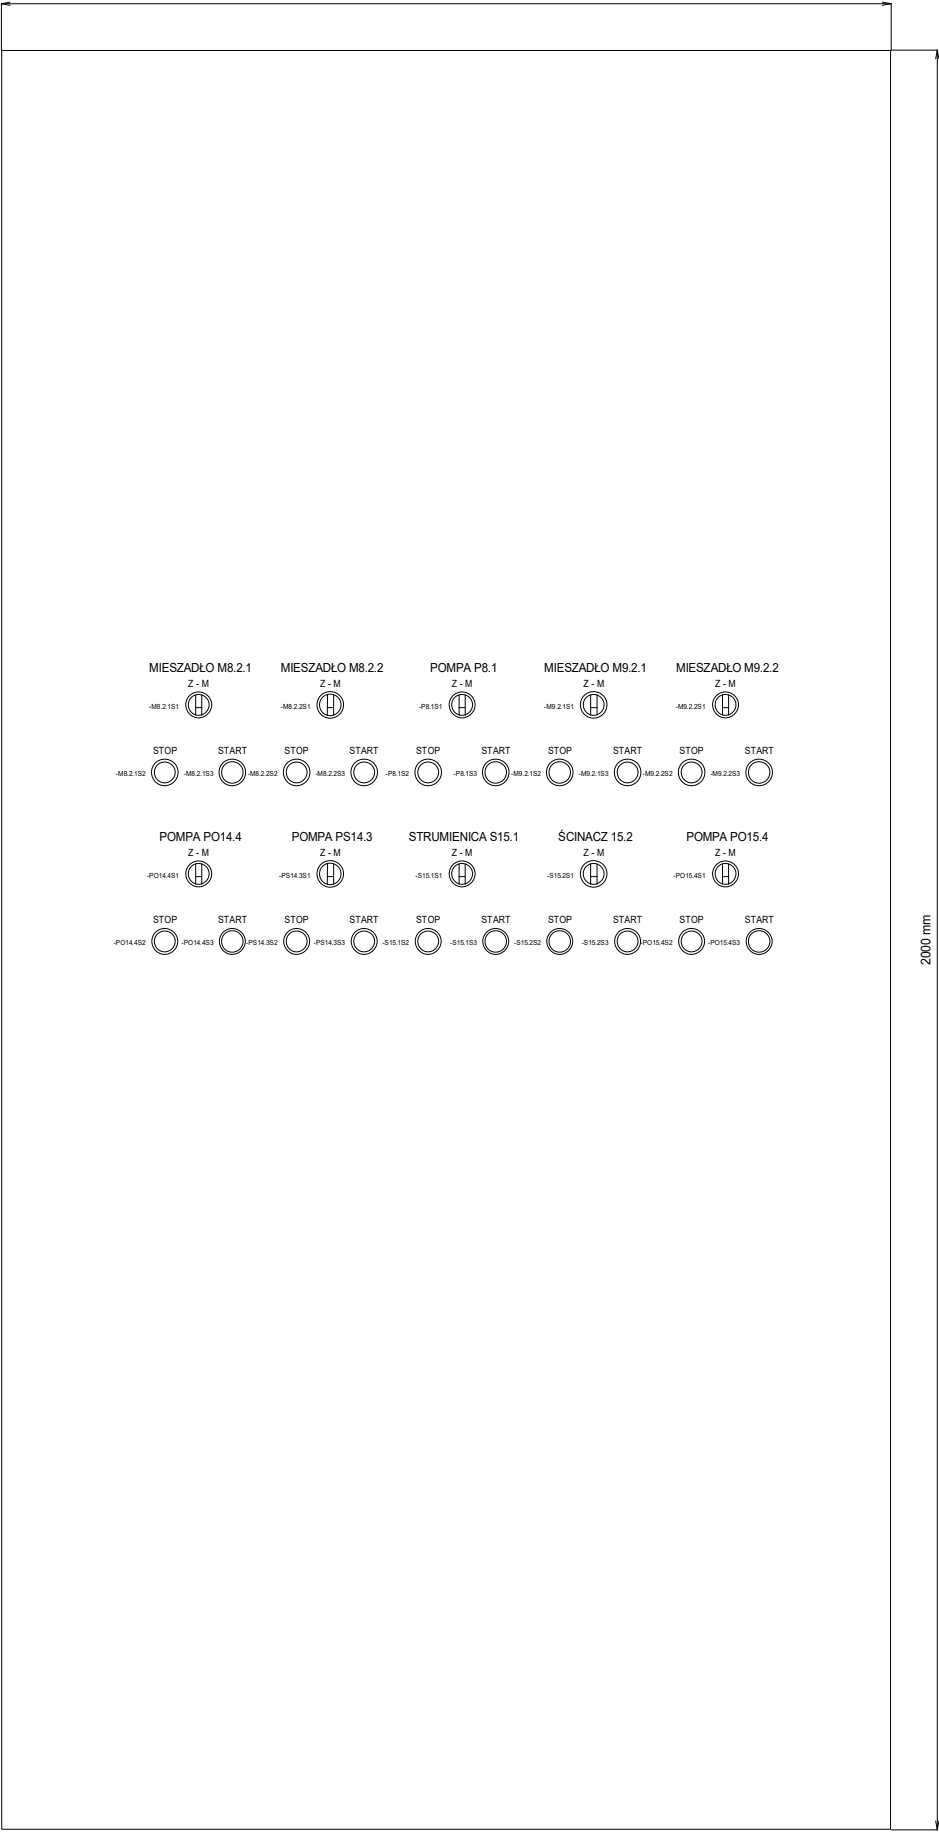 MIESZADŁO M8.2.1 MIESZADŁO M8.2.2 POMPA P8.1 MIESZADŁO M9.2.1 MIESZADŁO M9.2.2
Z - M Z - M Z - M Z - M Z - M
-M8.2.1S1 -M8.2.2S1 -P8.1S1 -M9.2.1S1 -M9.2.2S1
STOP START STOP START STOP START STOP START STOP START
-M8.2.1S2 -M8.2.1S3 -M8.2.2S2 -M8.2.2S3 -P8.1S2 -P8.1S3 -M9.2.1S2 -M9.2.1S3 -M9.2.2S2 -M9.2.2S3
POMPA PO14.4 POMPA PS14.3 STRUMIENICA S15.1 ŚCINACZ 15.2 POMPA PO15.4
Z - M Z - M Z - M Z - M Z - M
-PO14.4S1 -PS14.3S1 -S15.1S1 -S15.2S1 -PO15.4S1
STOP START STOP START STOP START STOP START STOP START
-PO14.4S2 -PO14.4S3 -PS14.3S2 -PS14.3S3 -S15.1S2 -S15.1S3 -S15.2S2 -S15.2S3 -PO15.4S2 -PO15.4S3
2000 mm